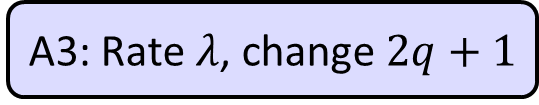 A3: Rate λ, change 2q + 1